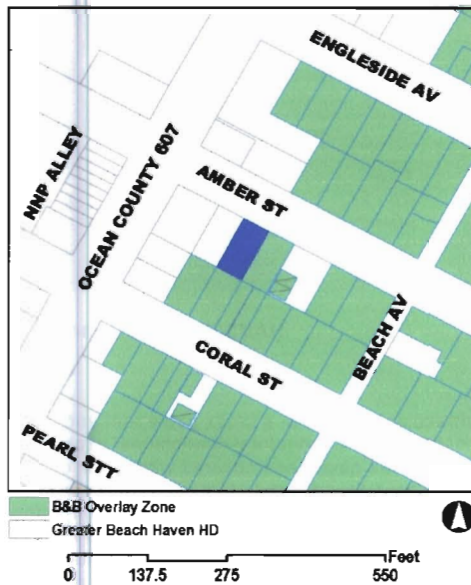 ENGLESIDE AV
NNP ALLEY
OCEAN COUNTY 607
AMBER ST
BEACH AV
CORAL ST
PEARL STT
B&B Overlay Zone
Greater Beach Haven HD
Feet
0 137.5 275 550